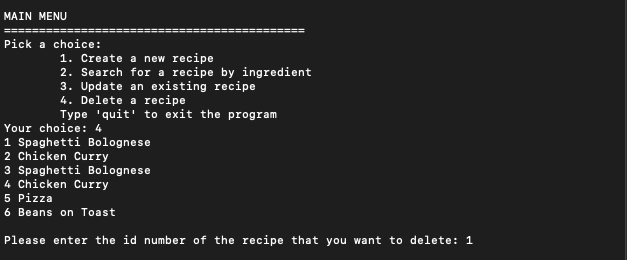 MAIN MENU
===========================================
Pick a choice:
1. Create a new recipe
2. Search for a recipe by ingredient
3. Update an existing recipe
4. Delete a recipe
Type 'quit' to exit the program
Your choice: 4
1 Spaghetti Bolognese
2 Chicken Curry
3 Spaghetti Bolognese
4 Chicken Curry
5 Pizza
6 Beans on Toast
Please enter the id number of the recipe that you want to delete: 1